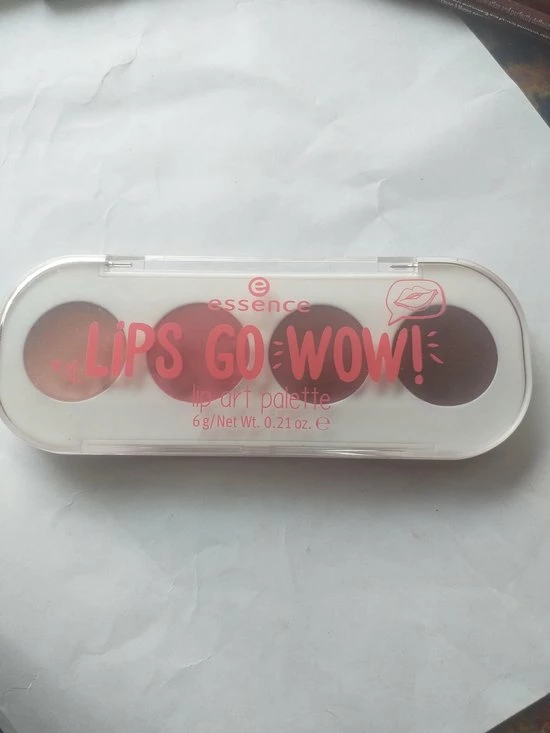 e
essence
LIPS GO WOW!
lip art palette
6 g/Net Wt. 0.21 oz. ℮